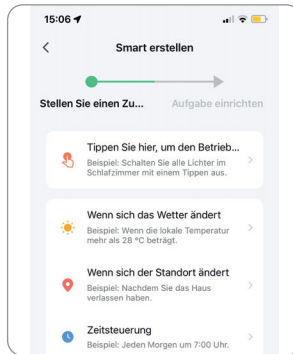 15:06
Smart erstellen
Stellen Sie einen Zu... Aufgabe einrichten
Tippen Sie hier, um den Betrieb...
Beispiel: Schalten Sie alle Lichter im
Schlafzimmer mit einem Tippen aus.
Wenn sich das Wetter ändert
Beispiel: Wenn die lokale Temperatur
mehr als 28 °C beträgt.
Wenn sich der Standort ändert
Beispiel: Nachdem Sie das Haus
verlassen haben.
Zeitsteuerung
Beispiel: Jeden Morgen um 7:00 Uhr.